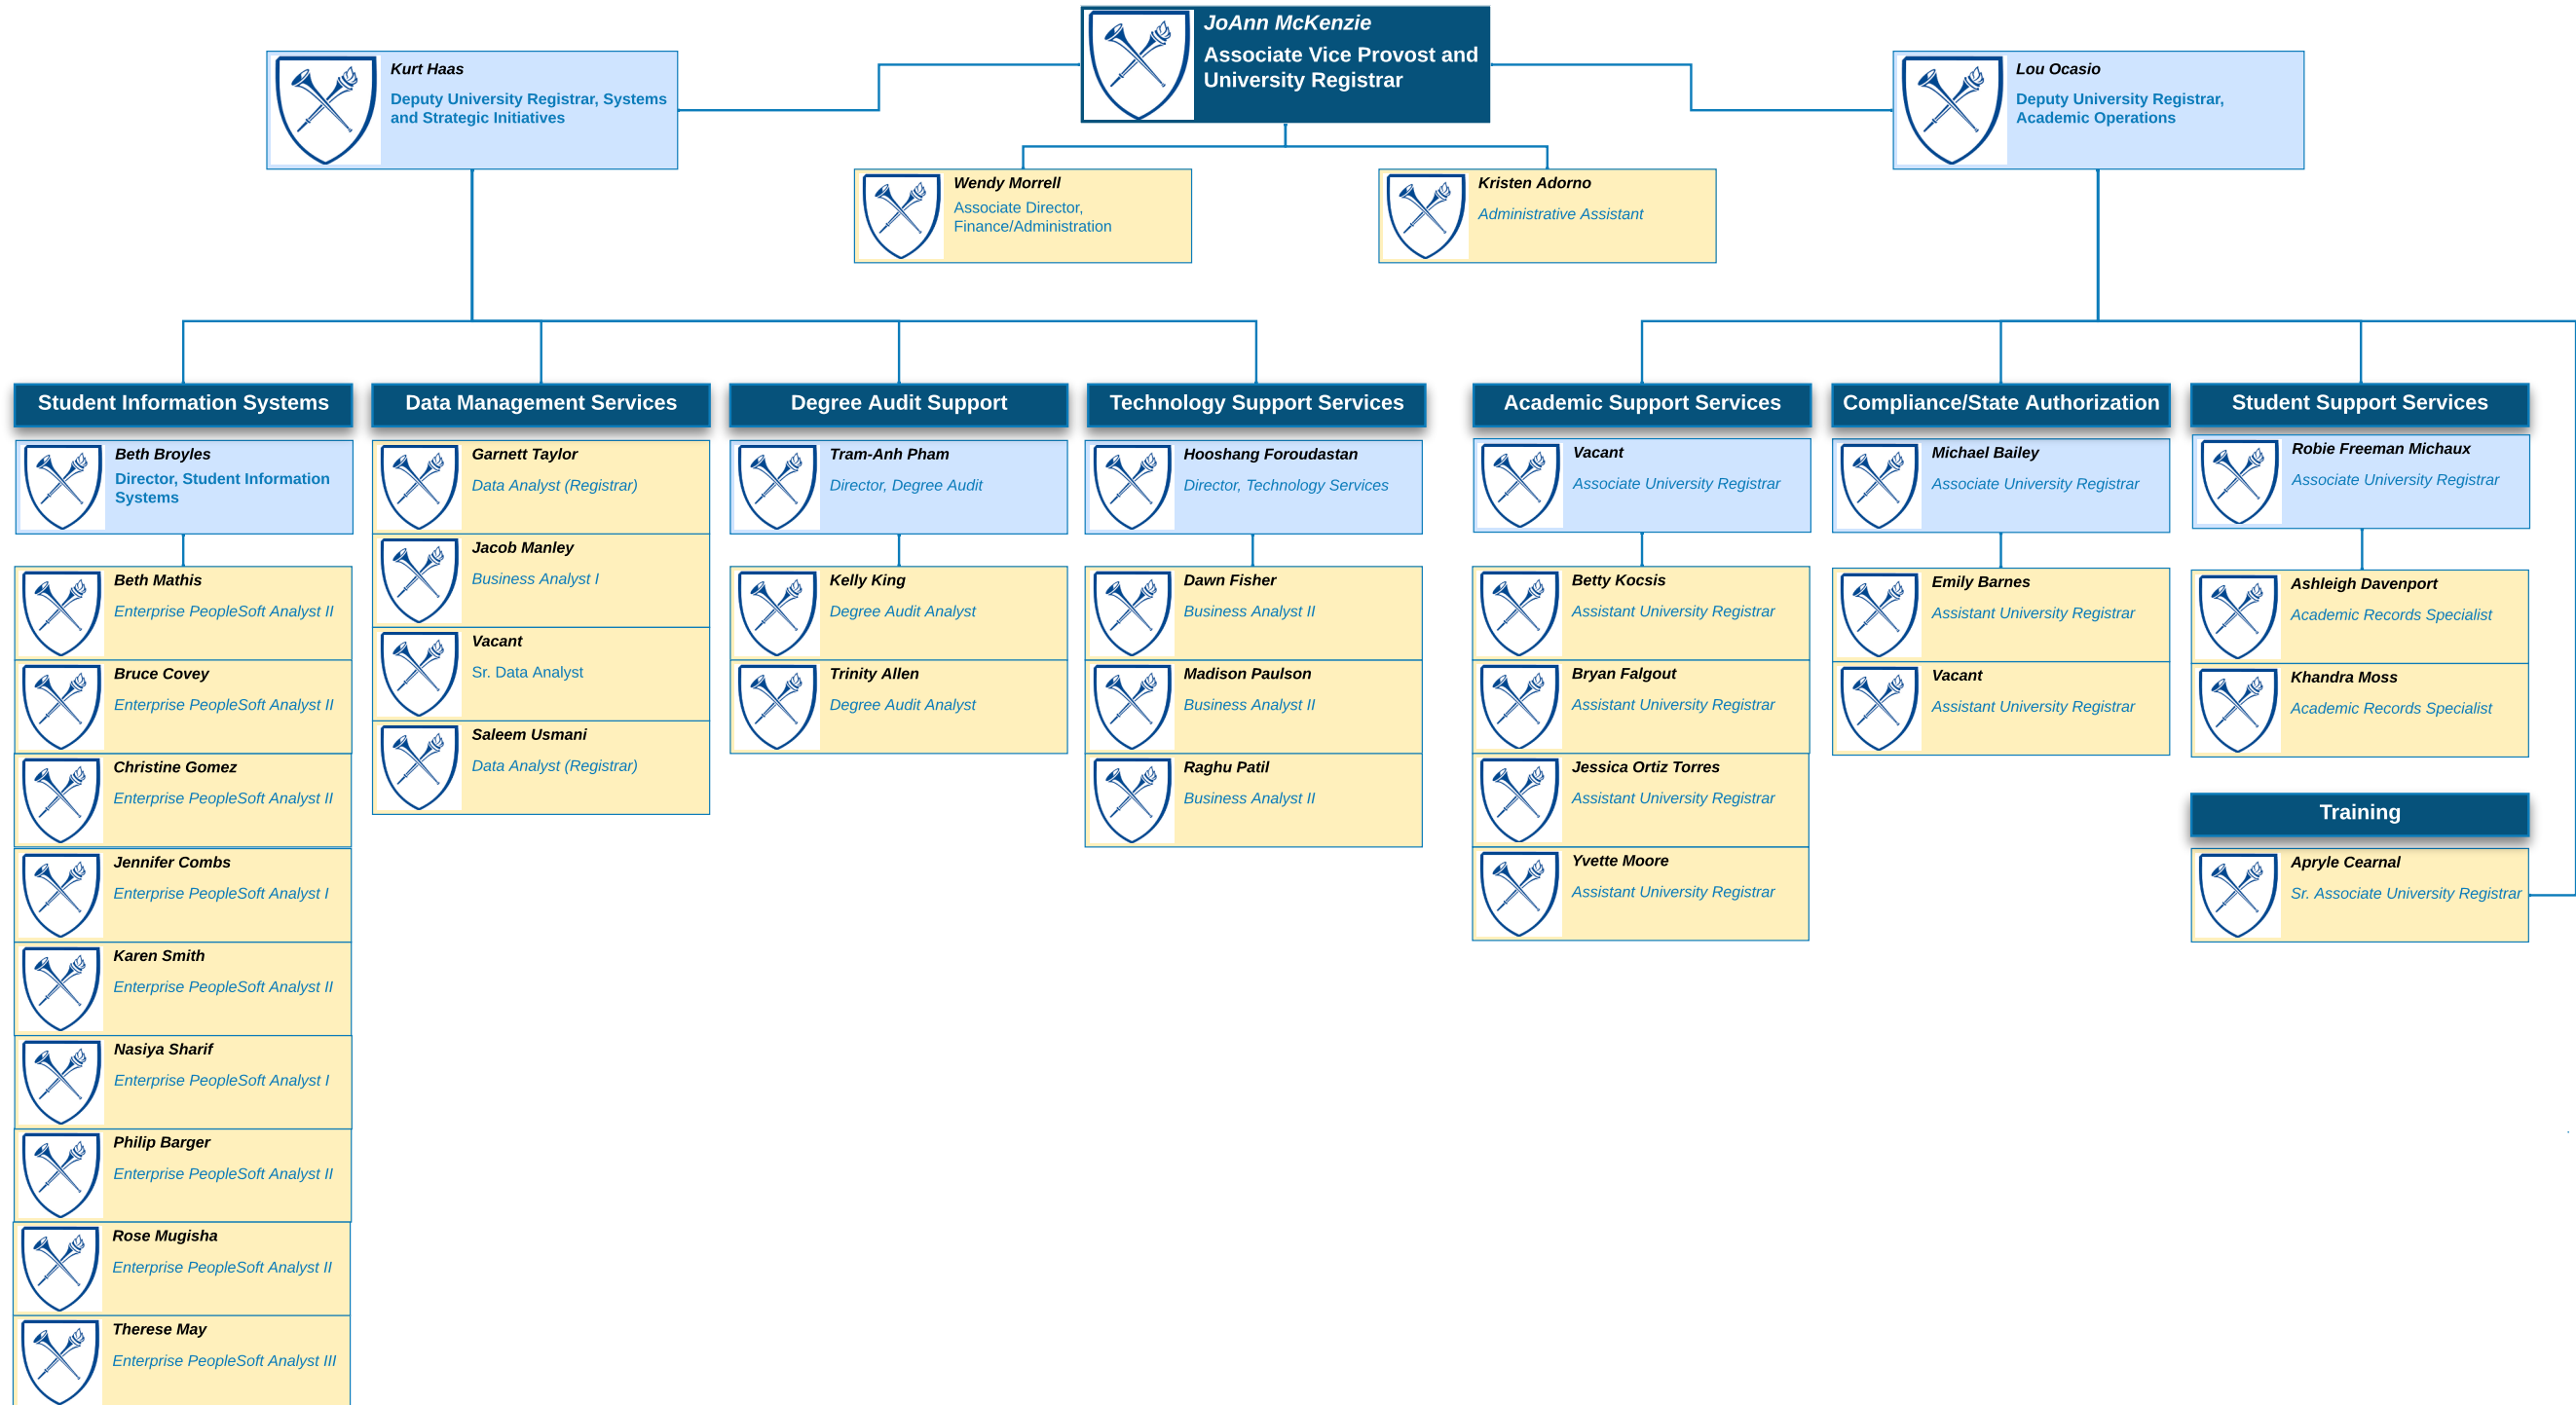 JoAnn McKenzie
Associate Vice Provost and
University Registrar
Kurt Haas
Deputy University Registrar, Systems
and Strategic Initiatives
Lou Ocasio
Deputy University Registrar,
Academic Operations
Wendy Morrell
Associate Director,
Finance/Administration
Kristen Adorno
Administrative Assistant
Student Information Systems
Beth Broyles
Director, Student Information
Systems
Beth Mathis
Enterprise PeopleSoft Analyst II
Bruce Covey
Enterprise PeopleSoft Analyst II
Christine Gomez
Enterprise PeopleSoft Analyst II
Jennifer Combs
Enterprise PeopleSoft Analyst I
Karen Smith
Enterprise PeopleSoft Analyst II
Nasiya Sharif
Enterprise PeopleSoft Analyst I
Philip Barger
Enterprise PeopleSoft Analyst II
Rose Mugisha
Enterprise PeopleSoft Analyst II
Therese May
Enterprise PeopleSoft Analyst III
Data Management Services
Garnett Taylor
Data Analyst (Registrar)
Jacob Manley
Business Analyst I
Vacant
Sr. Data Analyst
Saleem Usmani
Data Analyst (Registrar)
Degree Audit Support
Tram-Anh Pham
Director, Degree Audit
Kelly King
Degree Audit Analyst
Trinity Allen
Degree Audit Analyst
Technology Support Services
Hooshang Foroudastan
Director, Technology Services
Dawn Fisher
Business Analyst II
Madison Paulson
Business Analyst II
Raghu Patil
Business Analyst II
Academic Support Services
Vacant
Associate University Registrar
Betty Kocsis
Assistant University Registrar
Bryan Falgout
Assistant University Registrar
Jessica Ortiz Torres
Assistant University Registrar
Yvette Moore
Assistant University Registrar
Compliance/State Authorization
Michael Bailey
Associate University Registrar
Emily Barnes
Assistant University Registrar
Vacant
Assistant University Registrar
Student Support Services
Robie Freeman Michaux
Associate University Registrar
Ashleigh Davenport
Academic Records Specialist
Khandra Moss
Academic Records Specialist
Training
Apryle Cearnal
Sr. Associate University Registrar